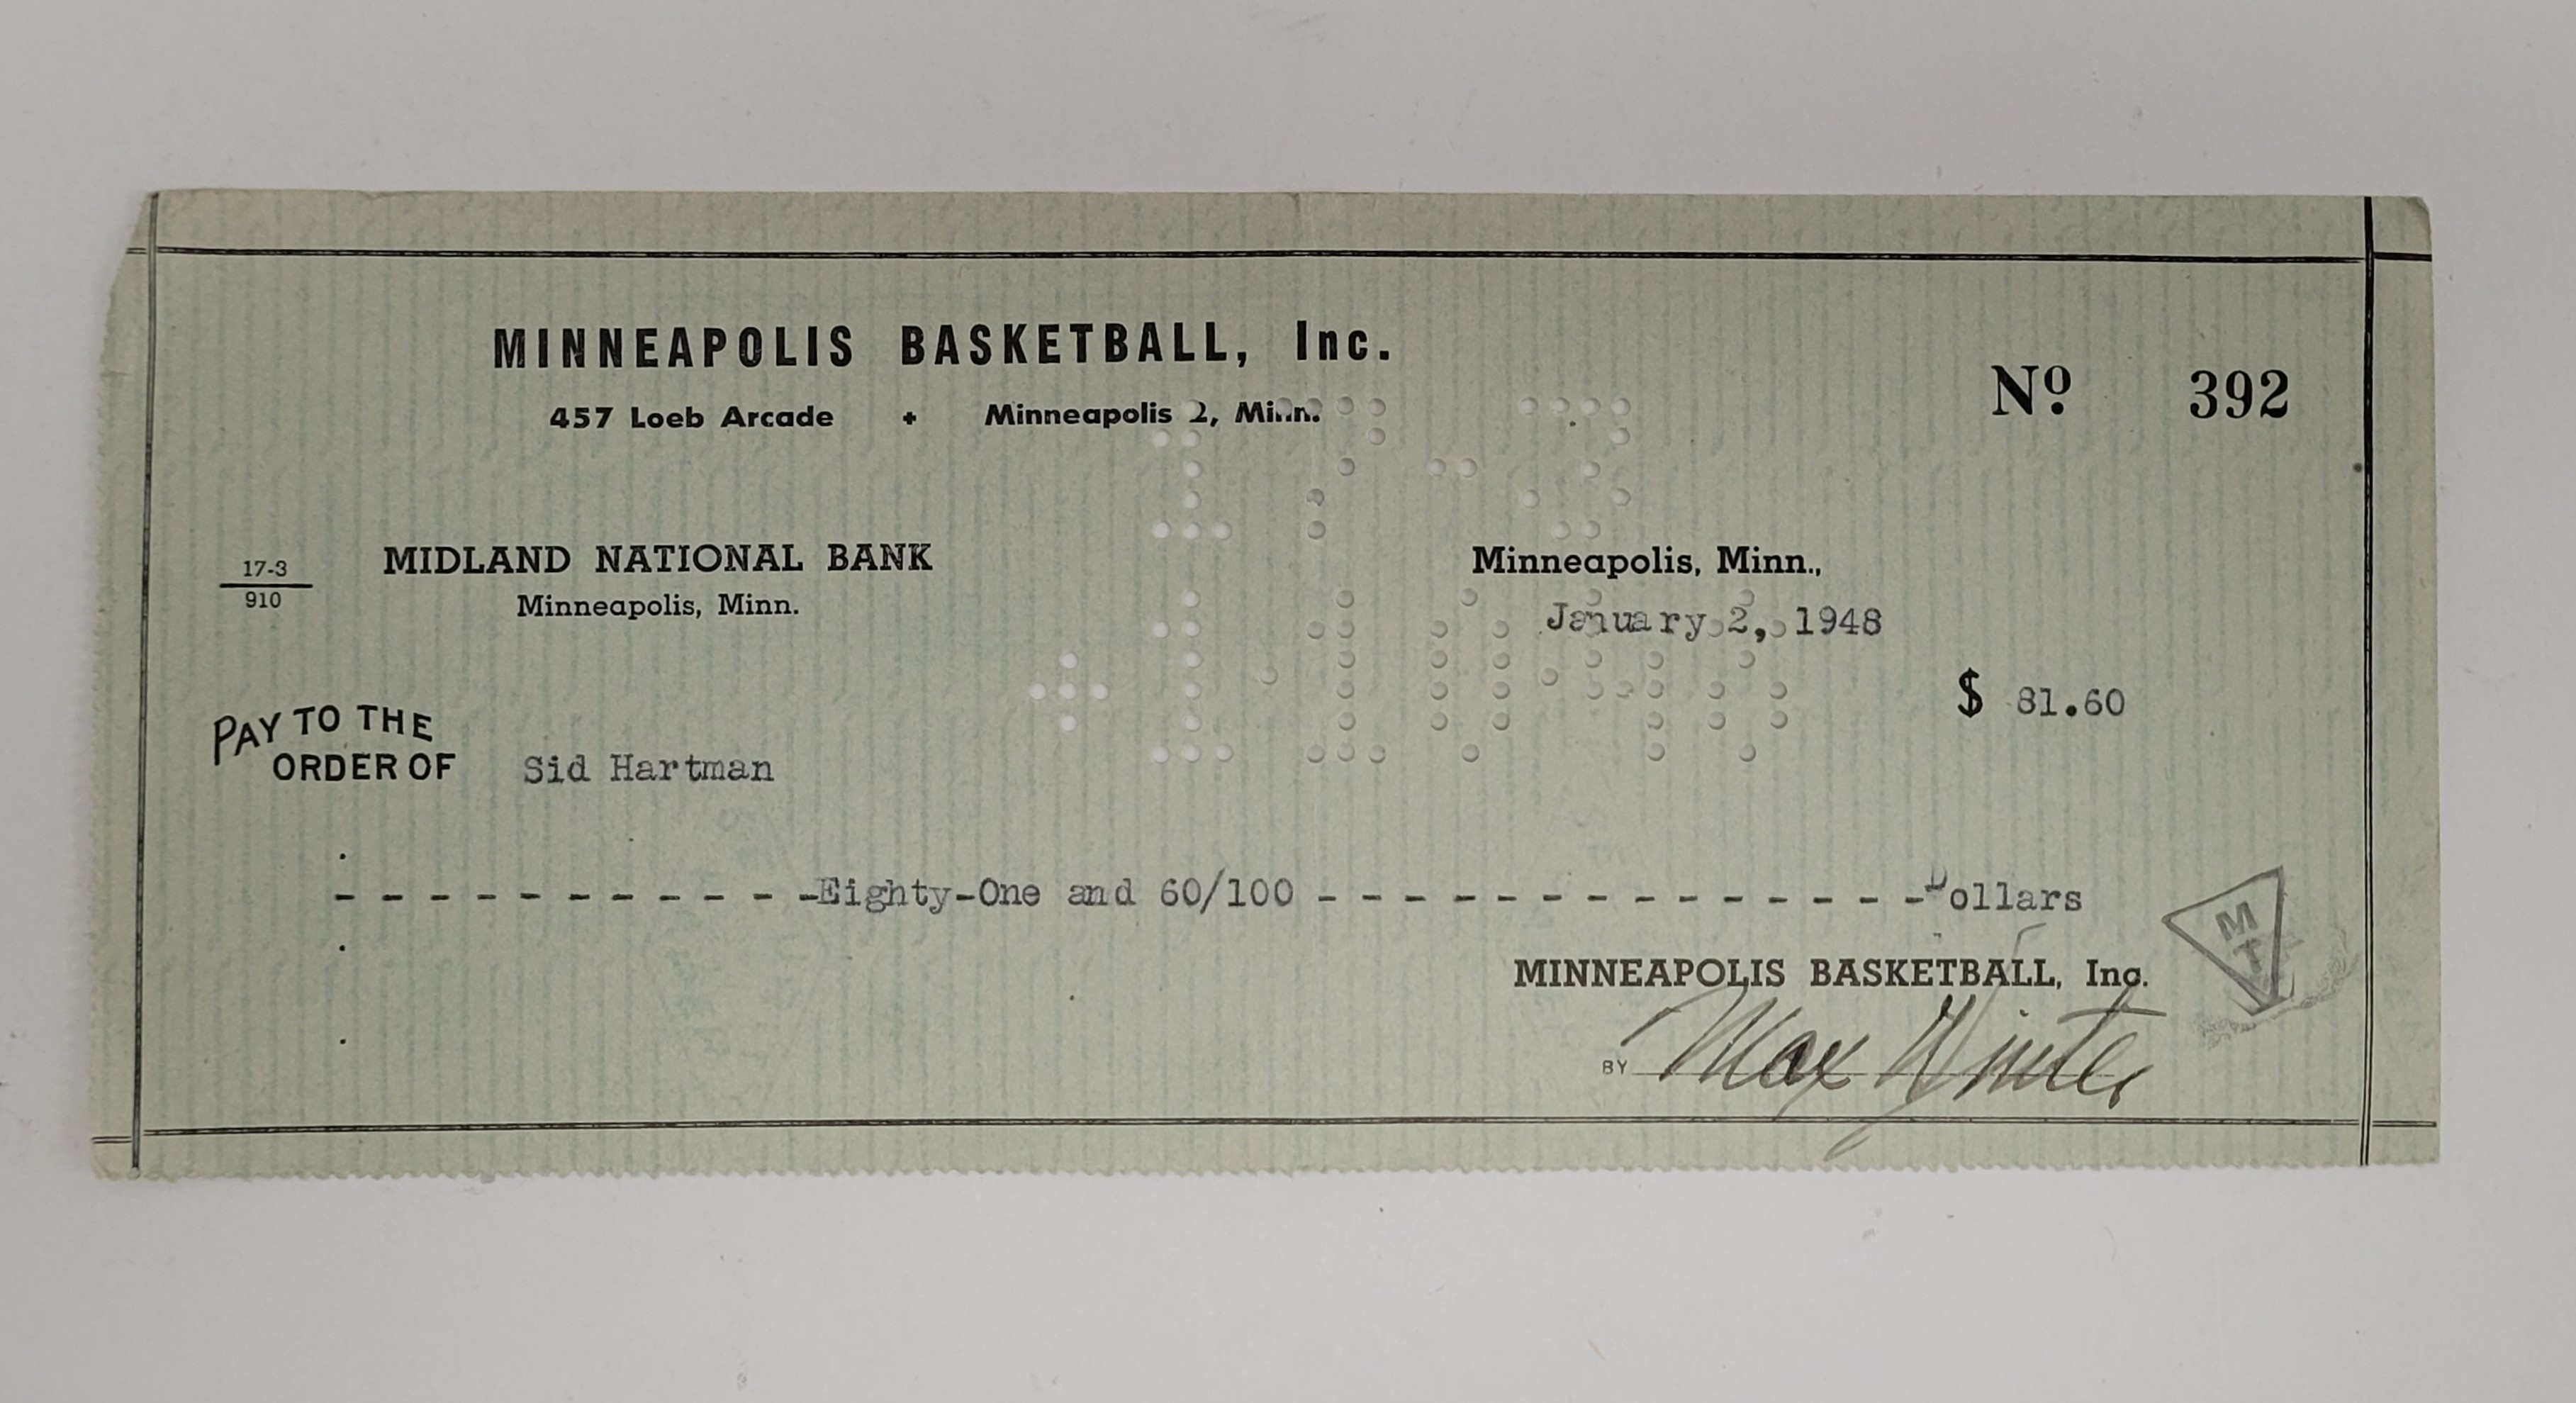 MINNEAPOLIS BASKETBALL, Inc.
457 Loeb Arcade + Minneapolis 2, Minn.
Nº 392
17-3
910
MIDLAND NATIONAL BANK
Minneapolis, Minn.
Minneapolis, Minn.,
January 2, 1948
$ 81.60
PAY TO THE
ORDER OF Sid Hartman
- - - - - - - - - - - -Eighty-One and 60/100 - - - - - - - - - - - - - - Dollars
MINNEAPOLIS BASKETBALL, Inc.
BY Max Winter
M
T
17-3